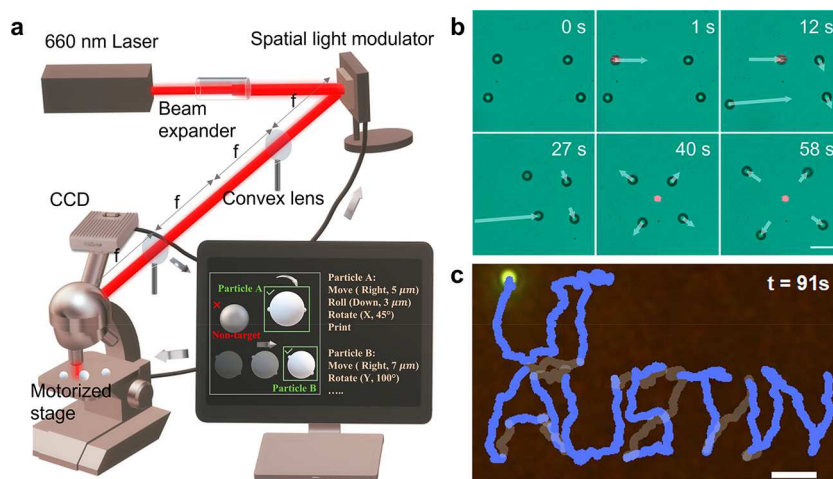 a
660 nm Laser
Spatial light modulator
Beam
expander
f
f
f
Convex lens
CCD
Motorized
stage
Particle A
Non-target
Particle B
Particle A:
Move ( Right, 5 μm)
Roll (Down, 3 μm)
Rotate (X, 45°)
Print
Particle B:
Move ( Right, 7 μm)
Rotate (Y, 100°)
.....
b
0 s
1 s
12 s
27 s
40 s
58 s
c
t = 91s
UT
AUSTIN